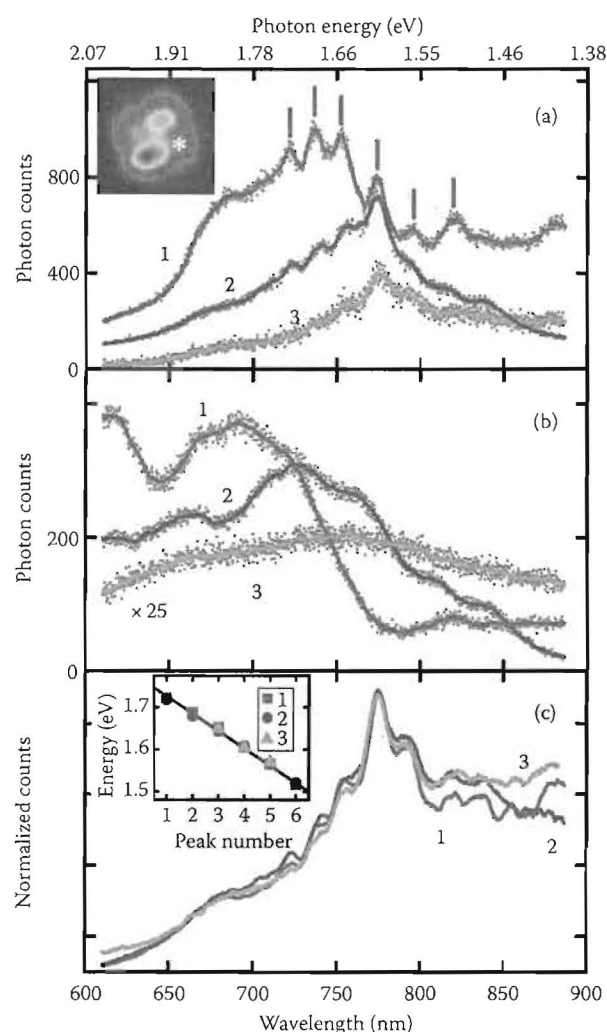 Photon energy (eV)
2.07 1.91 1.78 1.66 1.55 1.46 1.38
(a)
*
Photon counts
800
400
0
1
2
3
(b)
Photon counts
200
0
1
2
3
× 25
(c)
Normalized counts
Energy (eV)
1.7
1.6
1.5
1
2
3
1 2 3 4 5 6
Peak number
3
1
2
600 650 700 750 800 850 900
Wavelength (nm)